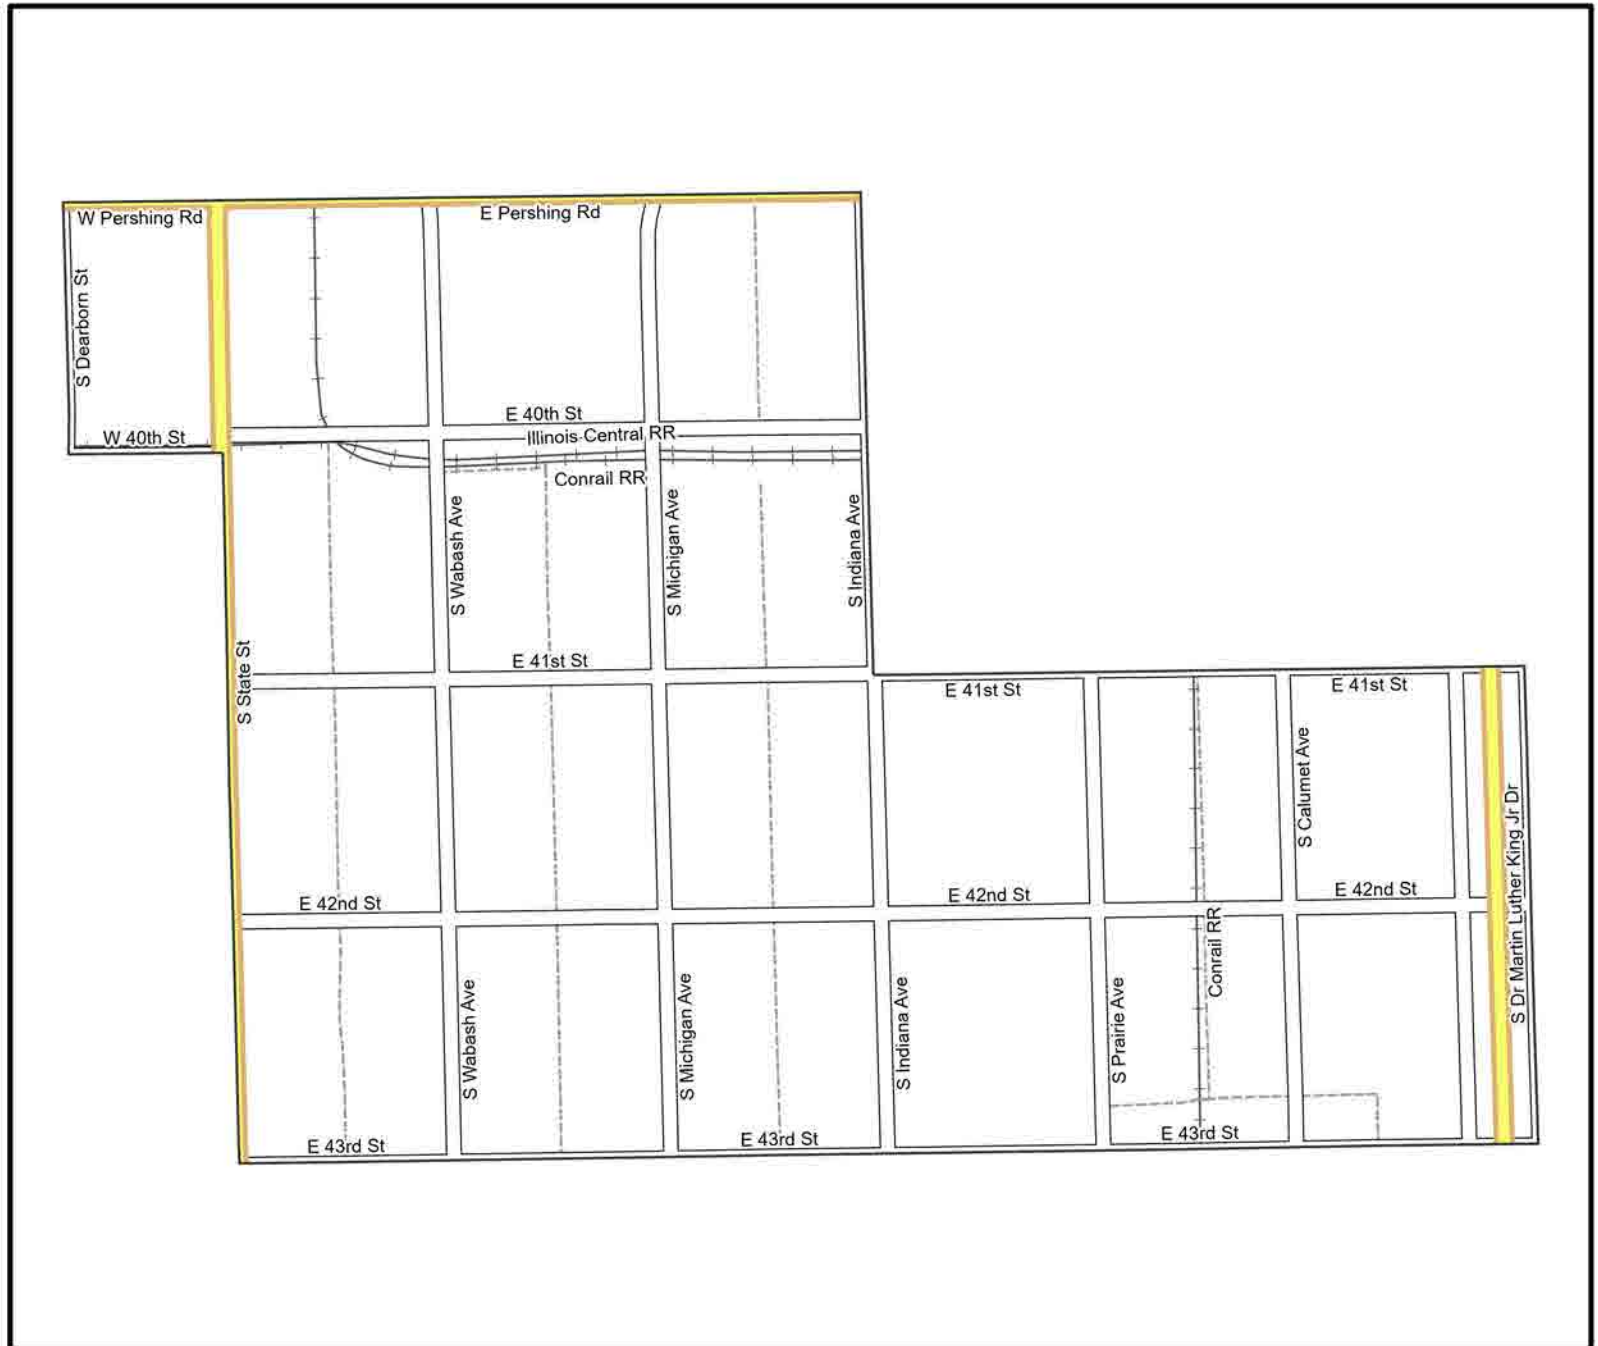 W Pershing Rd
E Pershing Rd
S Dearborn St
E 40th St
W 40th St
Illinois Central RR
Conrail RR
S Wabash Ave
S Michigan Ave
S Indiana Ave
S State St
E 41st St
E 41st St
E 41st St
S Calumet Ave
S Dr Martin Luther King Jr Dr
E 42nd St
E 42nd St
E 42nd St
Conrail RR
S Wabash Ave
S Michigan Ave
S Indiana Ave
S Prairie Ave
E 43rd St
E 43rd St
E 43rd St